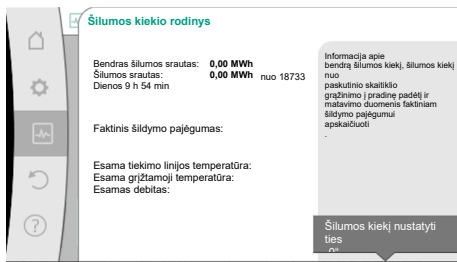 Šilumos kiekio rodinys
Bendras šilumos srautas: 0,00 MWh
Šilumos srautas: 0,00 MWh nuo 18733
Dienos 9 h 54 min
Faktinis šildymo pajėgumas:
Esama tiekimo linijos temperatūra:
Esama grįžtamoji temperatūra:
Esamas debitas:
Informacija apie
bendrą šilumos kiekį, šilumos kiekį
nuo
paskutinio skaitiklio
grąžinimo į pradinę padėtį ir
matavimo duomenis faktiniam
šildymo pajėgumui
apskaičiuoti
.
Šilumos kiekį nustatyti
ties
„0“